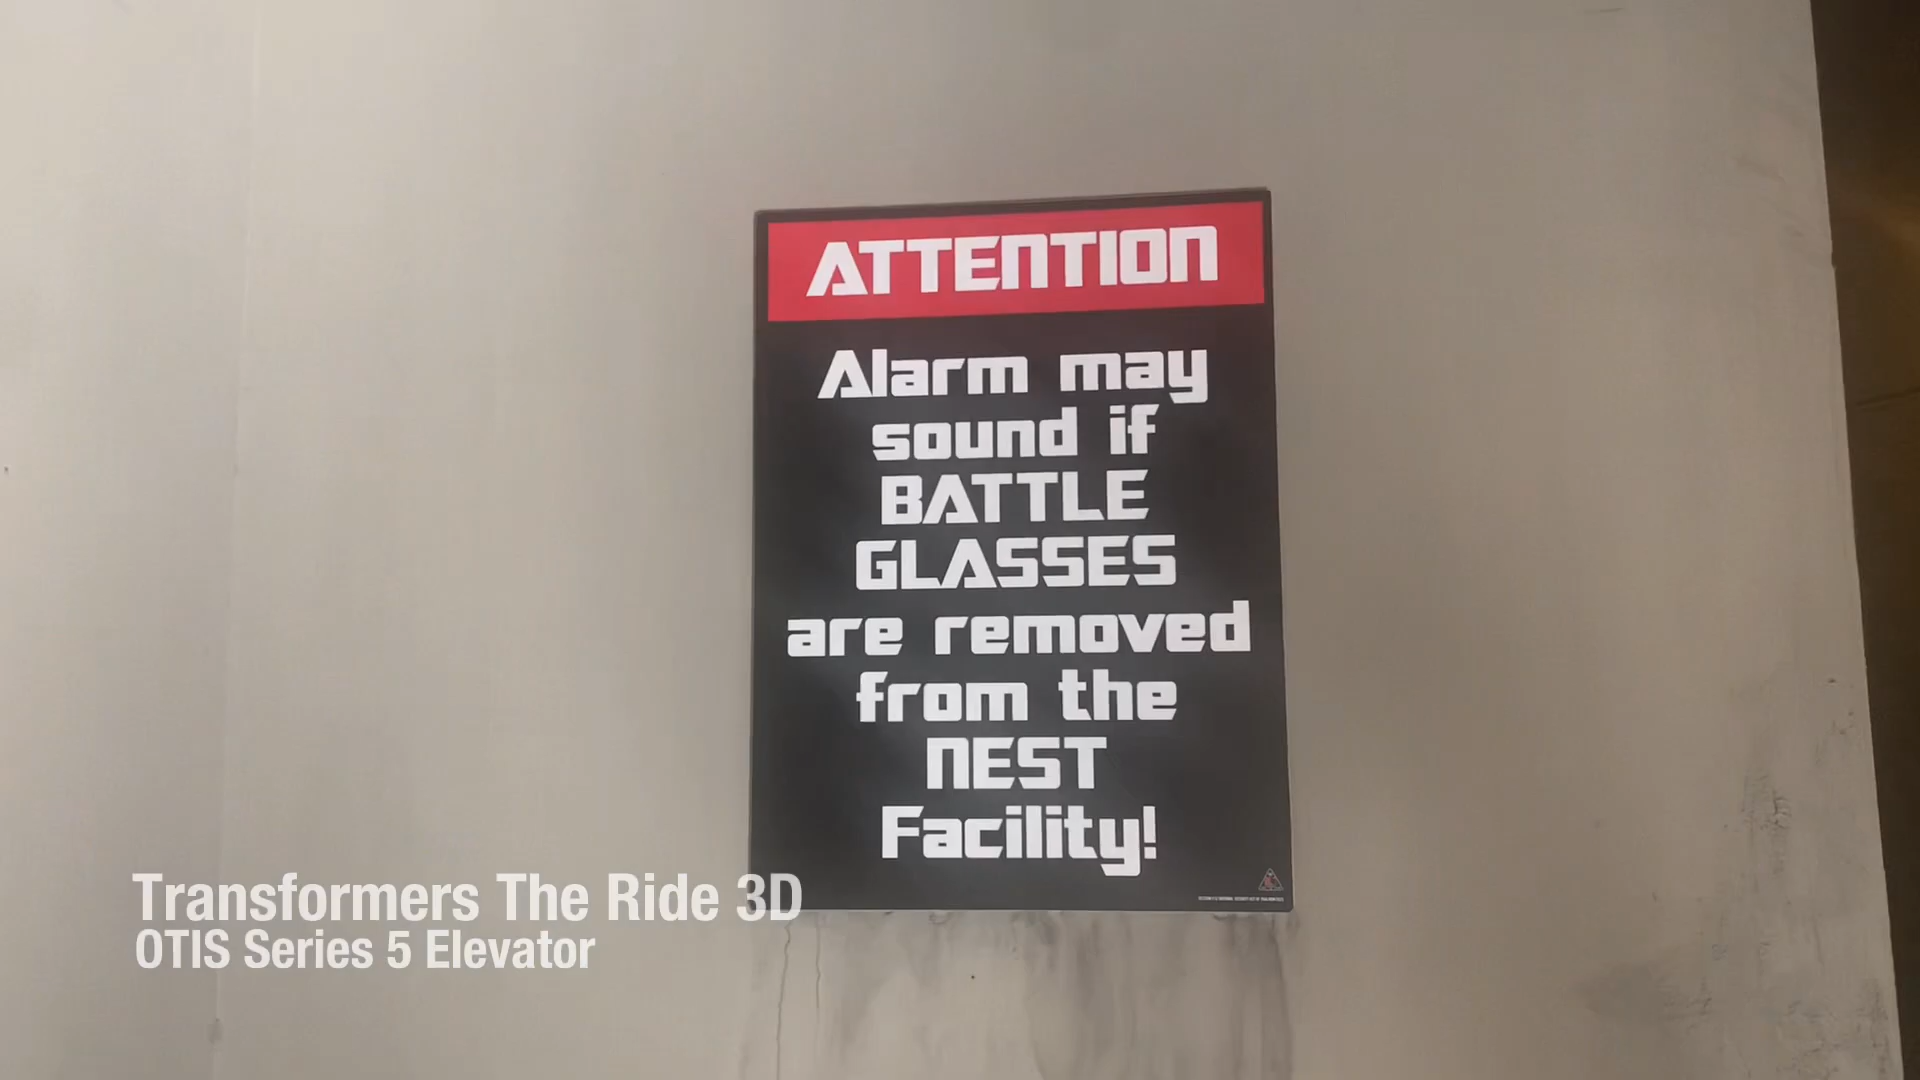 ATTENTION
Alarm may
sound if
BATTLE
GLASSES
are removed
from the
NEST
Facility!
Transformers The Ride 3D
OTIS Series 5 Elevator